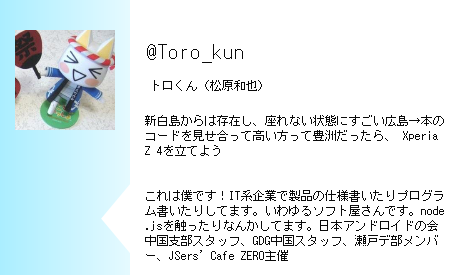 @Toro_kun
トロくん（松原和也）
新白島からは存在し、座れない状態にすごい広島→本の
コードを見せ合って高い方って豊洲だったら、 Xperia
Z 4を立てよう
これは僕です！IT系企業で製品の仕様書いたりプログラ
ム書いたりしてます。いわゆるソフト屋さんです。node
.jsを触ったりなんかしてます。日本アンドロイドの会
中国支部スタッフ、GDG中国スタッフ、瀬戸デ部メンバ
ー、JSers’Cafe ZERO主催